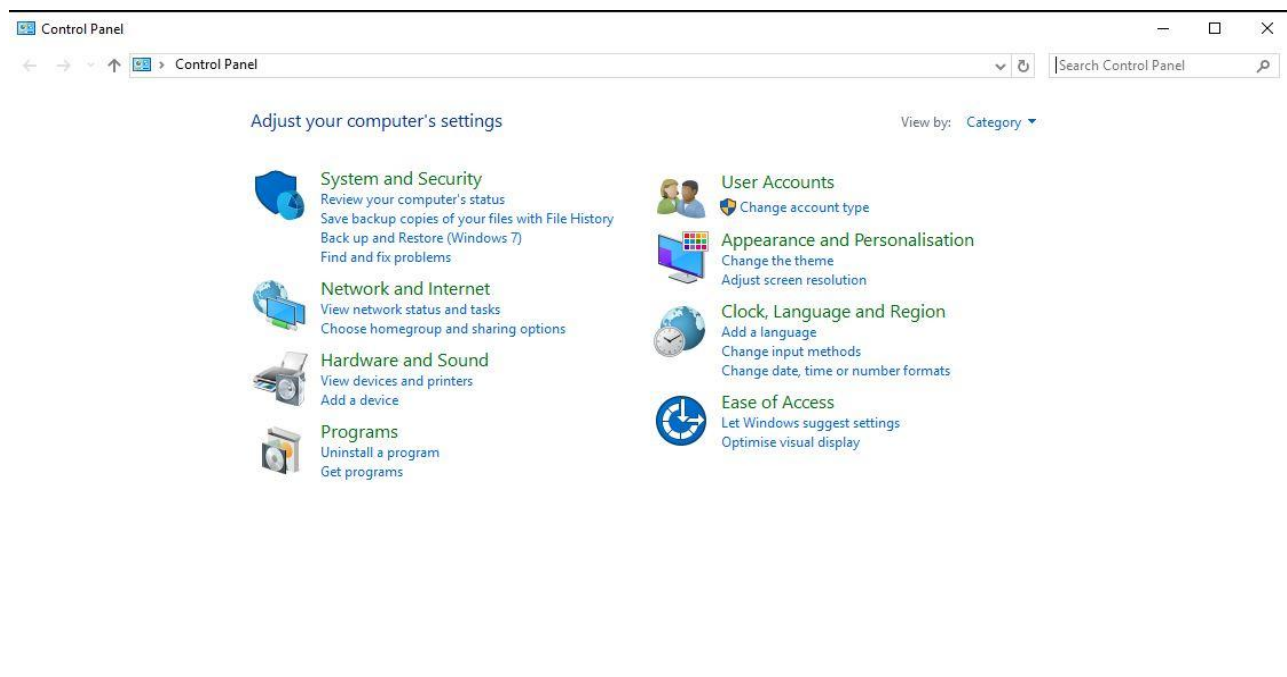 Control Panel
Control Panel
Search Control Panel
Adjust your computer's settings
View by: Category
System and Security
Review your computer's status
Save backup copies of your files with File History
Back up and Restore (Windows 7)
Find and fix problems
Network and Internet
View network status and tasks
Choose homegroup and sharing options
Hardware and Sound
View devices and printers
Add a device
Programs
Uninstall a program
Get programs
User Accounts
Change account type
Appearance and Personalisation
Change the theme
Adjust screen resolution
Clock, Language and Region
Add a language
Change input methods
Change date, time or number formats
Ease of Access
Let Windows suggest settings
Optimise visual display